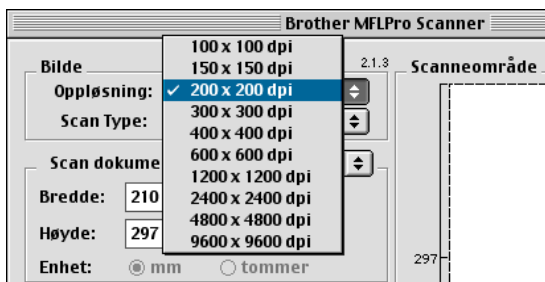 Brother MFLPro Scanner
Bilde
2.1.3
Scanneområde
Oppløsning:
Scan Type:
100 x 100 dpi
150 x 150 dpi
✓ 200 x 200 dpi
300 x 300 dpi
400 x 400 dpi
600 x 600 dpi
1200 x 1200 dpi
2400 x 2400 dpi
4800 x 4800 dpi
9600 x 9600 dpi
Scan dokume
Bredde: 210
Høyde: 297
Enhet: mm tommer
297